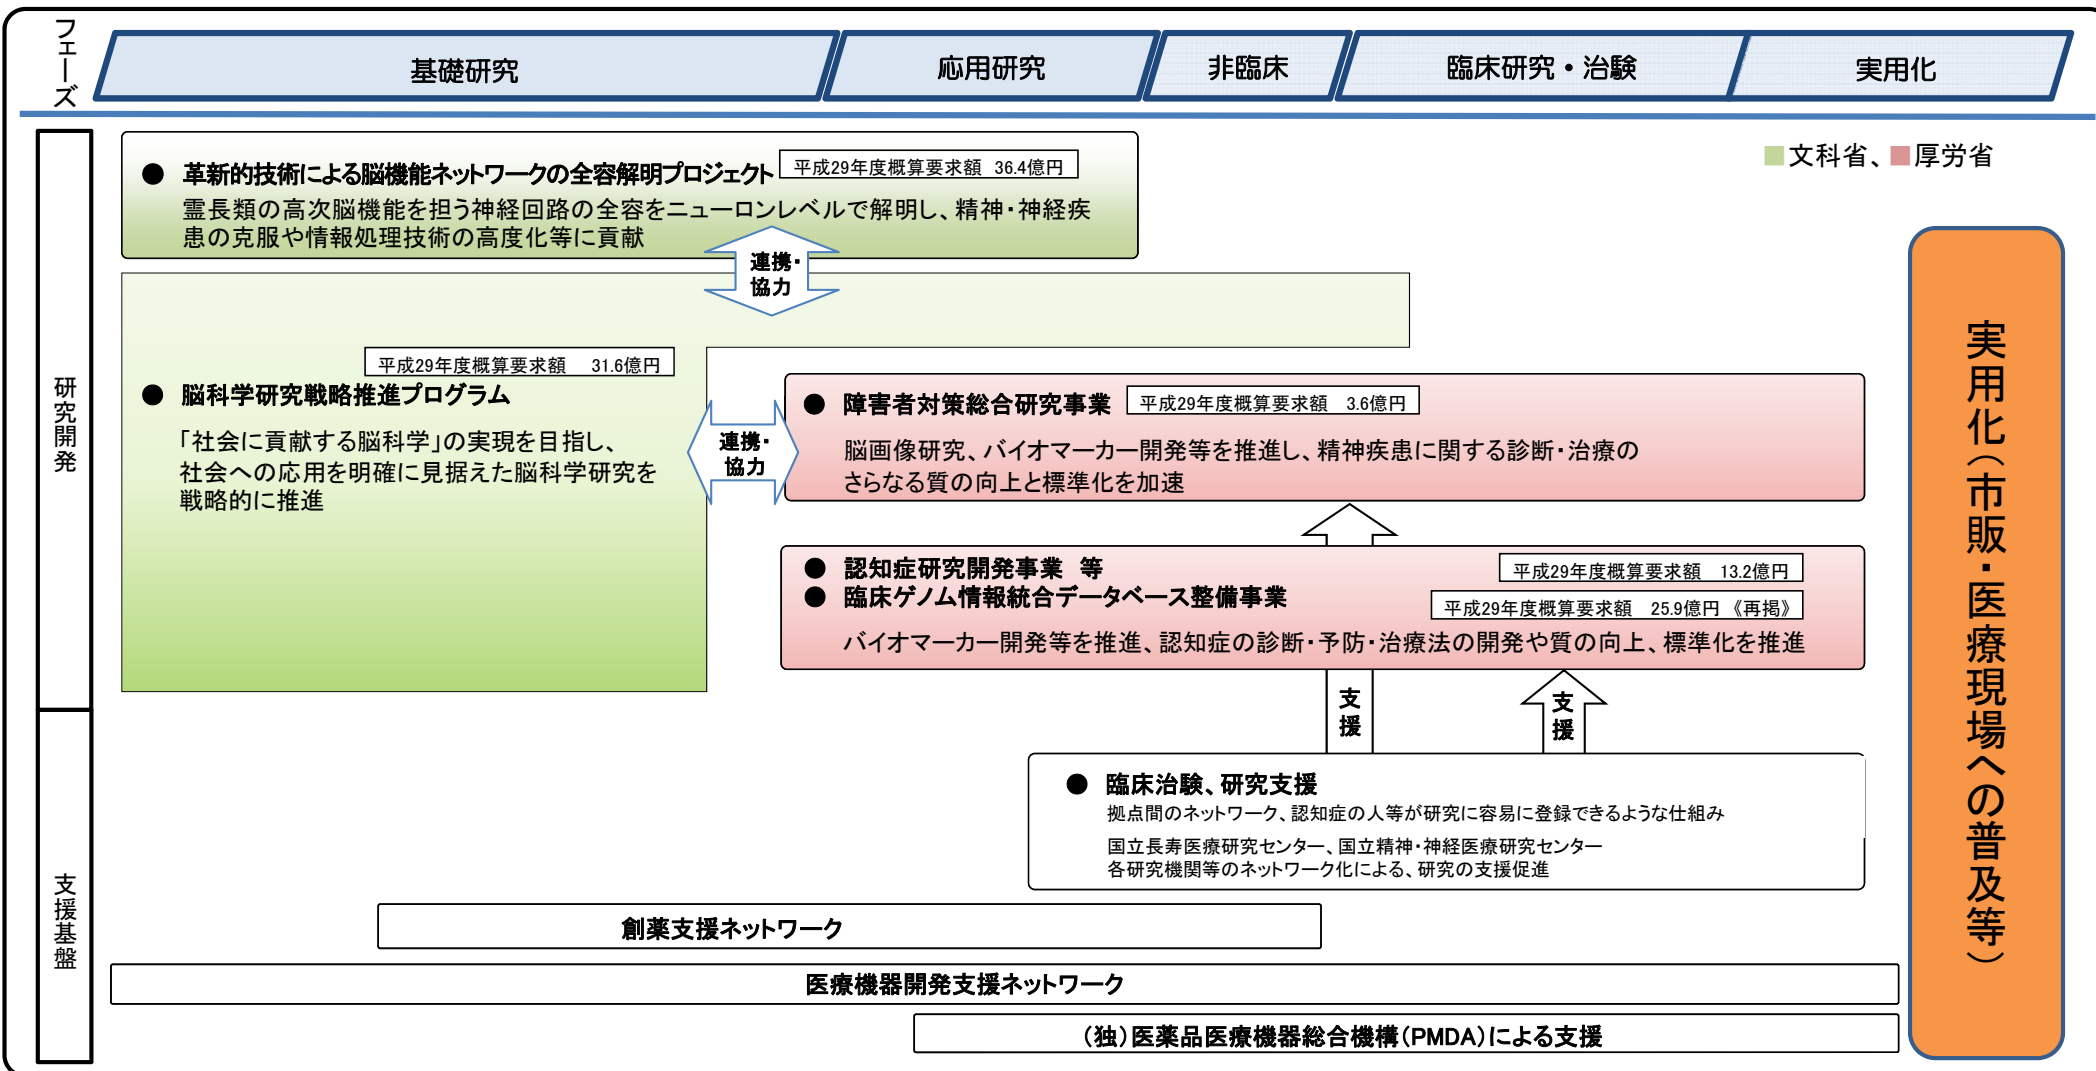 フェーズ
基礎研究
応用研究
非臨床
臨床研究・治験
実用化
■文科省、■厚労省
研究開発
● 革新的技術による脳機能ネットワークの全容解明プロジェクト
平成29年度概算要求額 36.4億円
霊長類の高次脳機能を担う神経回路の全容をニューロンレベルで解明し、精神・神経疾
患の克服や情報処理技術の高度化等に貢献
連携・
協力
平成29年度概算要求額 31.6億円
● 脳科学研究戦略推進プログラム
「社会に貢献する脳科学」の実現を目指し、
社会への応用を明確に見据えた脳科学研究を
戦略的に推進
連携・
協力
● 障害者対策総合研究事業
平成29年度概算要求額 3.6億円
脳画像研究、バイオマーカー開発等を推進し、精神疾患に関する診断・治療の
さらなる質の向上と標準化を加速
● 認知症研究開発事業 等
平成29年度概算要求額 13.2億円
● 臨床ゲノム情報統合データベース整備事業
平成29年度概算要求額 25.9億円 《再掲》
バイオマーカー開発等を推進、認知症の診断・予防・治療法の開発や質の向上、標準化を推進
支援
支援
支援基盤
● 臨床治験、研究支援
拠点間のネットワーク、認知症の人等が研究に容易に登録できるような仕組み
国立長寿医療研究センター、国立精神・神経医療研究センター
各研究機関等のネットワーク化による、研究の支援促進
創薬支援ネットワーク
医療機器開発支援ネットワーク
(独)医薬品医療機器総合機構(PMDA)による支援
実用化(市販・医療現場への普及等)